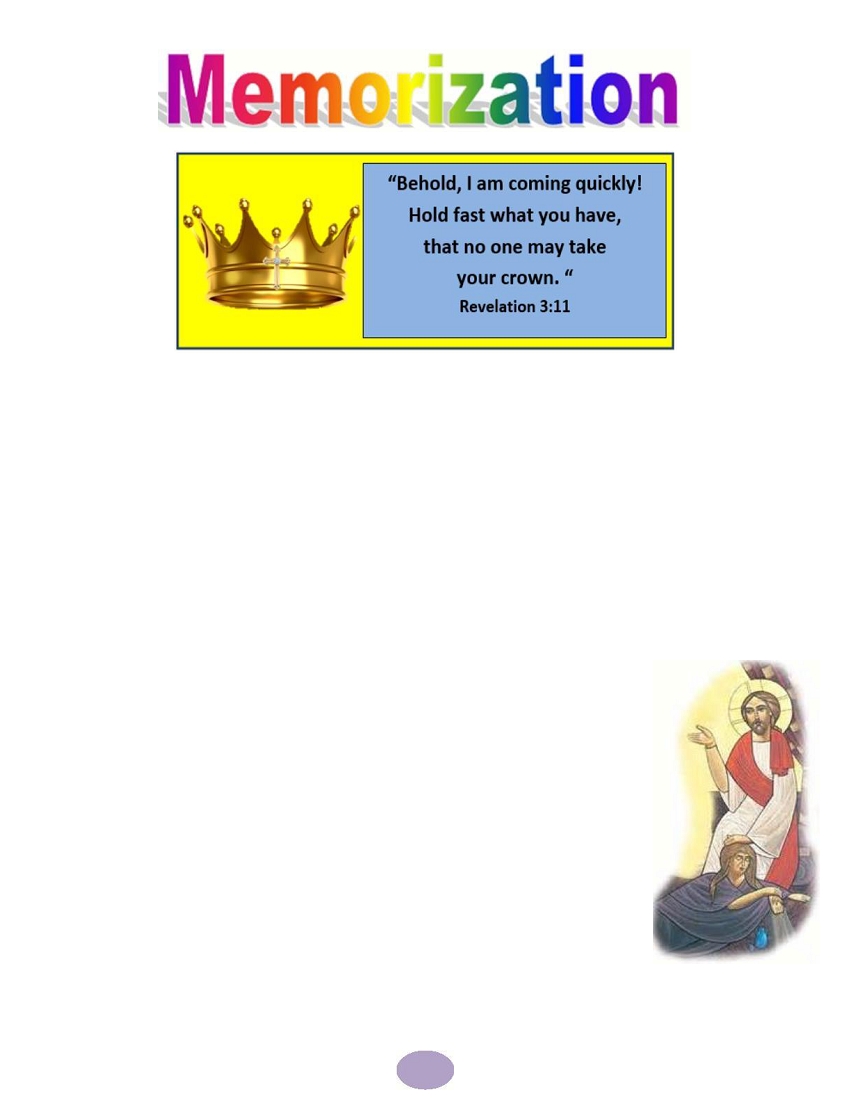 Memorization
“Behold, I am coming quickly!
Hold fast what you have,
that no one may take
your crown. “
Revelation 3:11